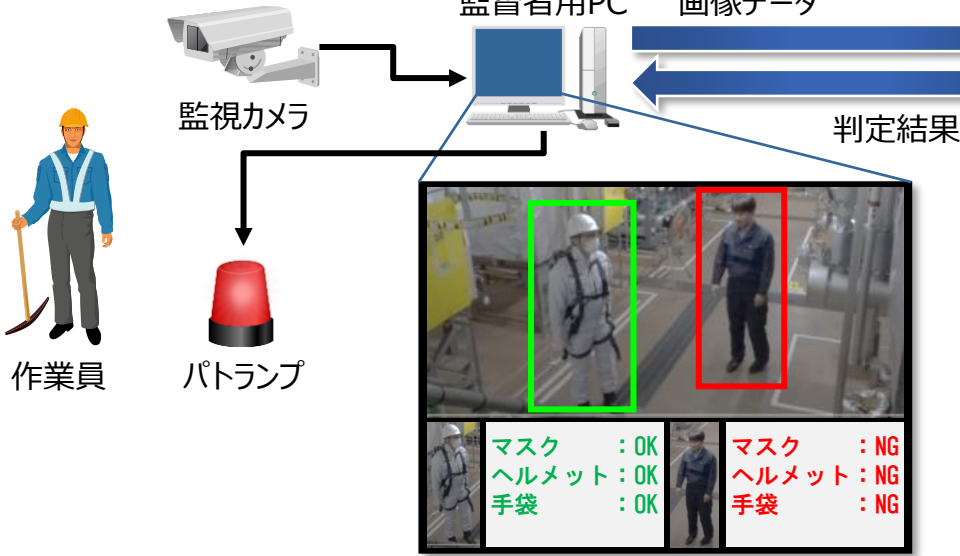 監督者用PC
画像データ
監視カメラ
判定結果
作業員
パトランプ
マスク　　：OK
ヘルメット：OK
手袋　　　：OK
マスク　　：NG
ヘルメット：NG
手袋　　　：NG